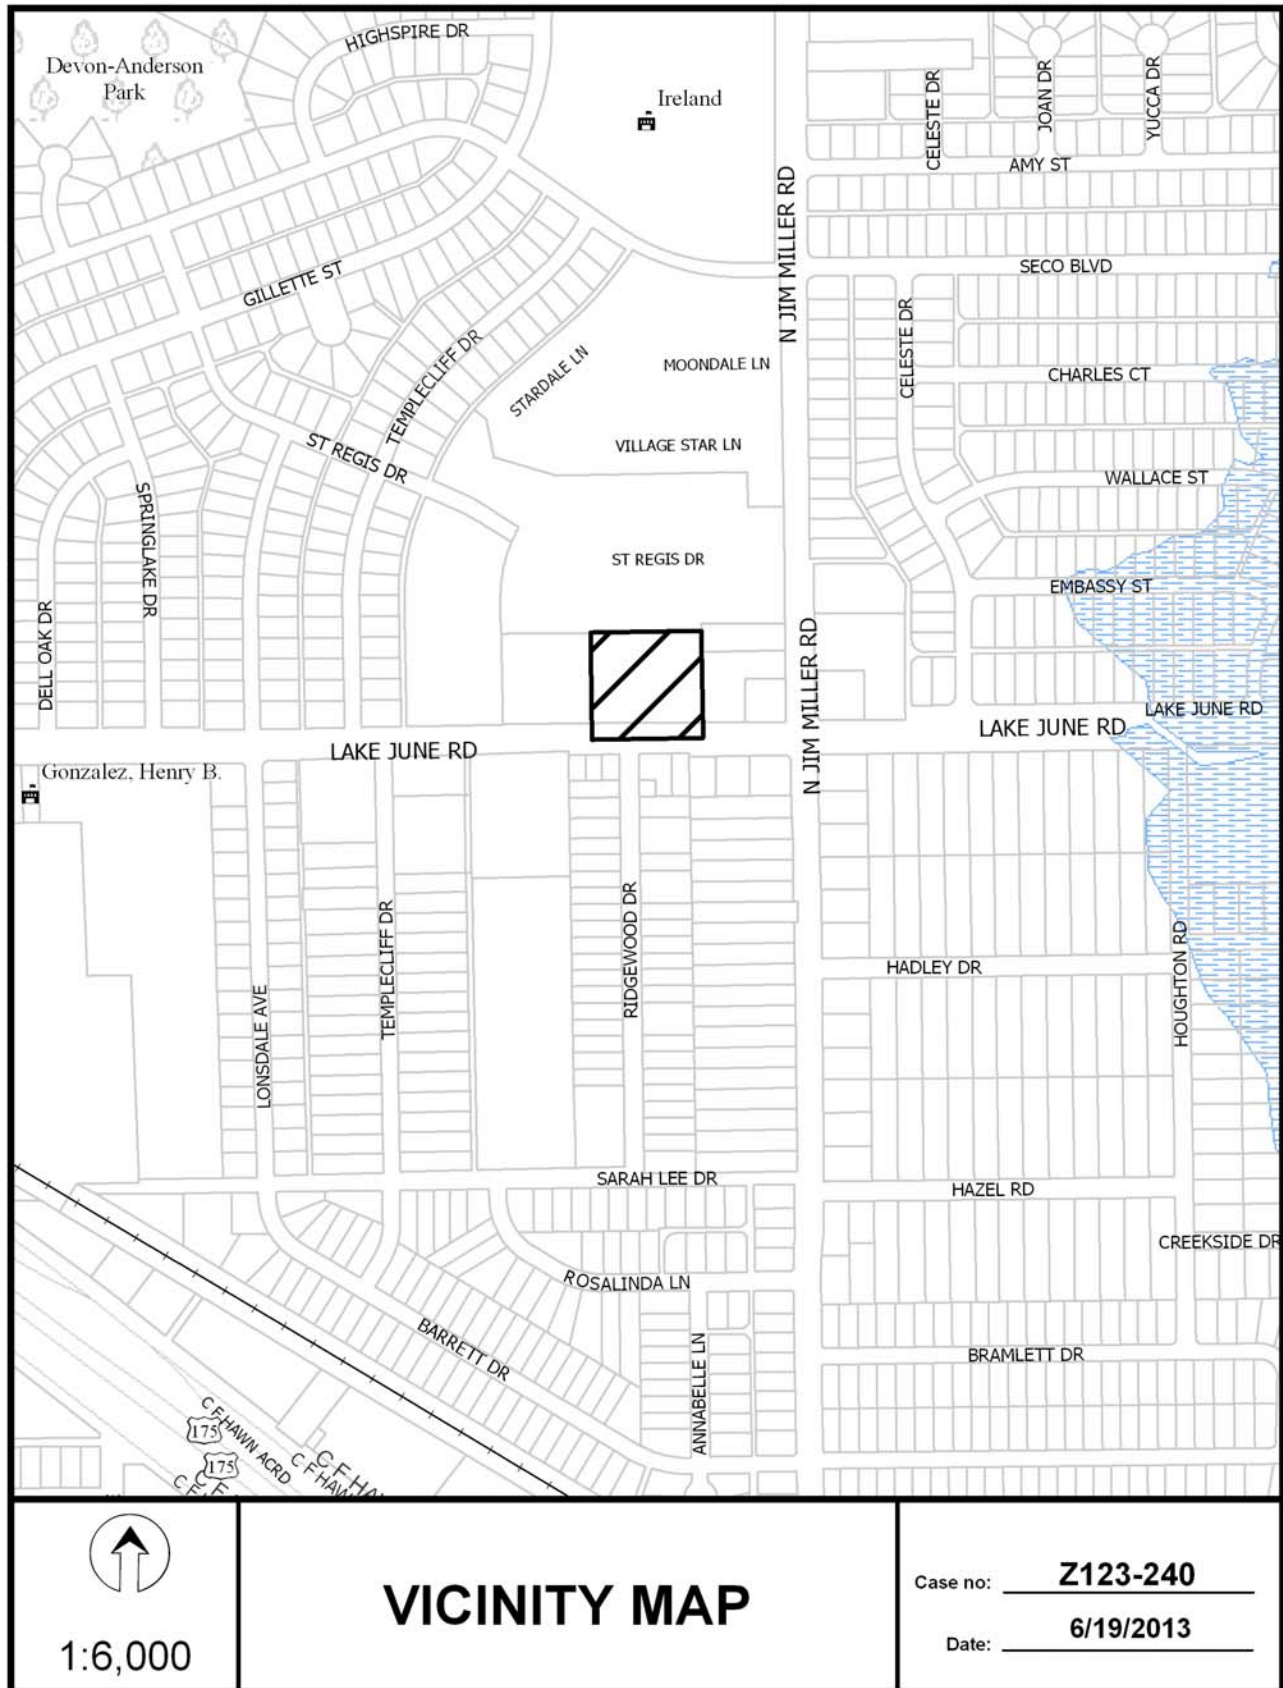 HIGHSPIRE DR
Devon-Anderson
Park
Ireland
CELESTE DR
JOAN DR
YUCCA DR
AMY ST
N JIM MILLER RD
SECO BLVD
GILLETTE ST
CELESTE DR
TEMPLECLIFF DR
STARDALE LN
MOONDALE LN
CHARLES CT
ST REGIS DR
VILLAGE STAR LN
WALLACE ST
SPRINGLAKE DR
ST REGIS DR
EMBASSY ST
DELL OAK DR
N JIM MILLER RD
LAKE JUNE RD
LAKE JUNE RD
LAKE JUNE RD
Gonzalez, Henry B.
RIDGEWOOD DR
TEMPLECLIFF DR
HADLEY DR
HOUGHTON RD
LONSDALE AVE
SARAH LEE DR
HAZEL RD
CREEKSIDE DR
ROSALINDA LN
BARRETT DR
ANNABELLE LN
BRAMLETT DR
C F HAWN ACRD
175
175
1:6,000
VICINITY MAP
Case no: Z123-240
Date: 6/19/2013